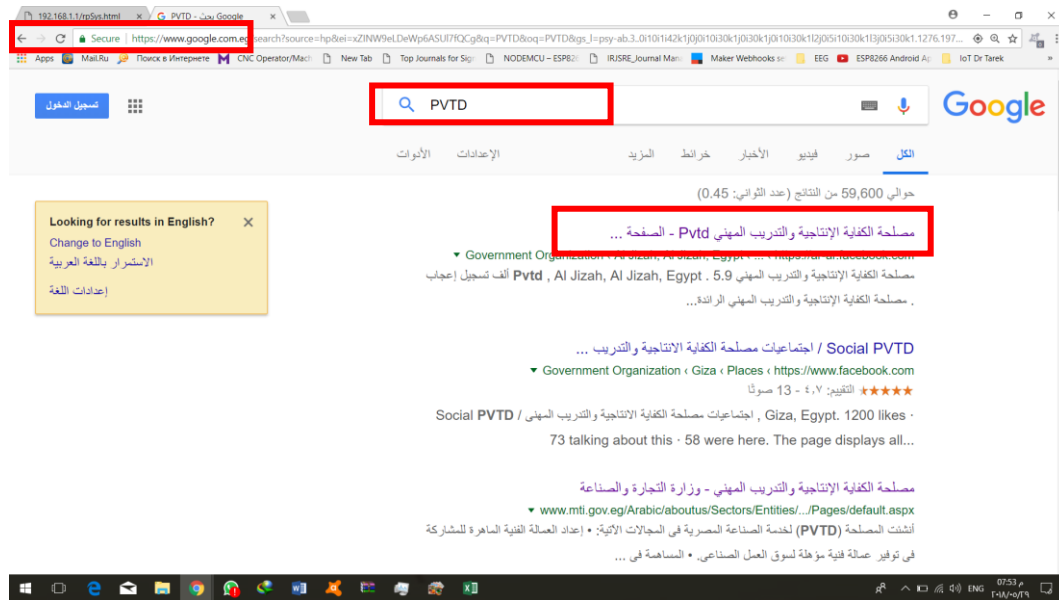 192.168.1.1/rpSys.html
PVTD - بحث Google
Secure | https://www.google.com.eg/search?source=hp&ei=xZINW9eLDeWp6ASUl7fQCg&q=PVTD&oq=PVTD&gs_l=psy-ab.3..0i10i1i42k1j0j0i10i30k1j0i30k1j0i10i30k1l2j0i5i10i30k1l3j0i5i30k1.1276.197...
Apps Mail.Ru Поиск в Интернете CNC Operator/Mach New Tab Top Journals for Sig NODEMCU – ESP82 IRJSRE_Journal Man Maker Webhooks se EEG ESP8266 Android Ap IoT Dr Tarek »
تسجيل الدخول
PVTD
Google
الكل صور فيديو الأخبار خرائط المزيد الإعدادات الأدوات
حوالي 59,600 من النتائج (عدد الثواني: 0.45)
Looking for results in English?
Change to English
الاستمرار باللغة العربية
إعدادات اللغة
مصلحة الكفاية الإنتاجية والتدريب المهني Pvtd - الصفحة ...
Government Organization
مصلحة الكفاية الإنتاجية والتدريب المهني Pvtd , Al Jizah, Al Jizah, Egypt . 5.9 ألف تسجيل إعجاب
. مصلحة الكفاية الإنتاجية والتدريب المهني الرائدة...
Social PVTD / اجتماعيات مصلحة الكفاية الانتاجية والتدريب ...
Government Organization ‹ Giza ‹ Places ‹ https://www.facebook.com
التقييم: ٤,٧ - 13 صوتًا
Social PVTD / اجتماعيات مصلحة الكفاية الانتاجية والتدريب المهنى , Giza, Egypt. 1200 likes ·
73 talking about this · 58 were here. The page displays all...
مصلحة الكفاية الإنتاجية والتدريب المهني - وزارة التجارة والصناعة
www.mti.gov.eg/Arabic/aboutus/Sectors/Entities/.../Pages/default.aspx
أنشئت المصلحة (PVTD) لخدمة الصناعة المصرية فى المجالات الآتية: • إعداد العمالة الفنية الماهرة للمشاركة
فى توفير عمالة فنية مؤهلة لسوق العمل الصناعى. • المساهمة فى ...
ENG
07:53 م
٢٠١٨/٠٥/٢٩